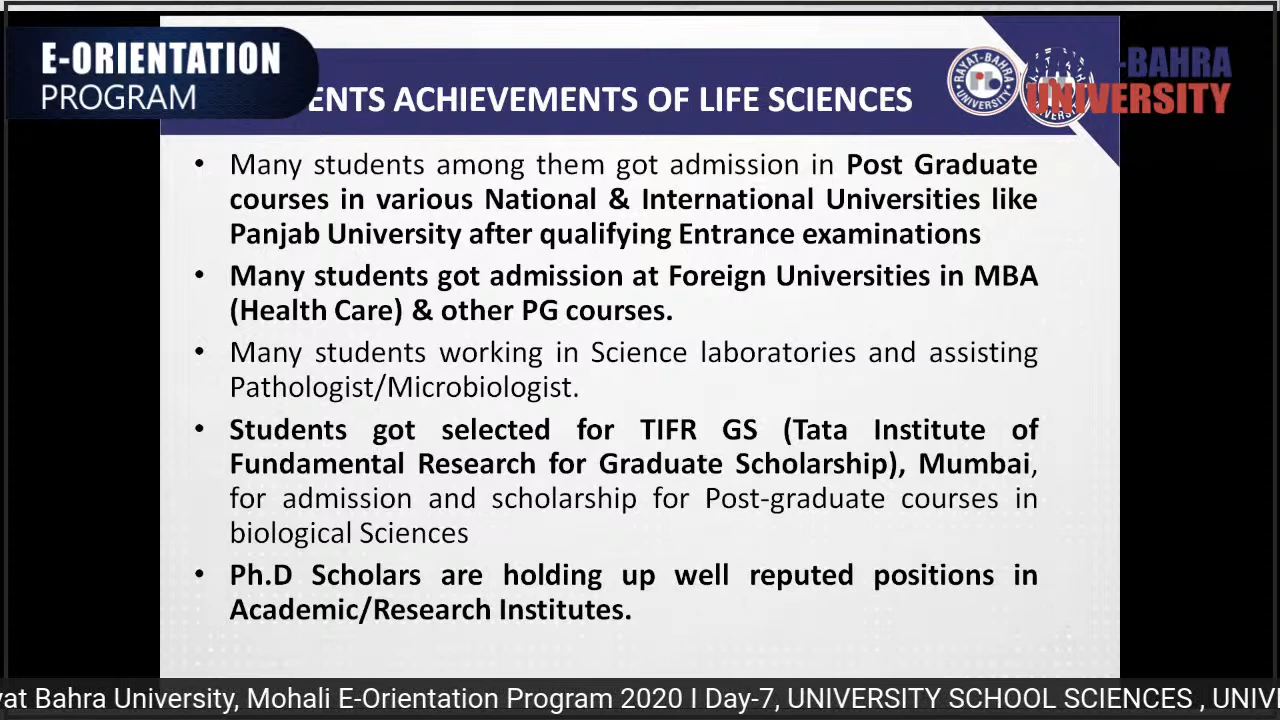 E-ORIENTATION
PROGRAM
ENTS ACHIEVEMENTS OF LIFE SCIENCES
RAYAT-BAHRA
UNIVERSITY
-BAHRA
UNIVERSITY
• Many students among them got admission in Post Graduate
courses in various National & International Universities like
Panjab University after qualifying Entrance examinations
• Many students got admission at Foreign Universities in MBA
(Health Care) & other PG courses.
• Many students working in Science laboratories and assisting
Pathologist/Microbiologist.
• Students got selected for TIFR GS (Tata Institute of
Fundamental Research for Graduate Scholarship), Mumbai,
for admission and scholarship for Post-graduate courses in
biological Sciences
• Ph.D Scholars are holding up well reputed positions in
Academic/Research Institutes.
yat Bahra University, Mohali E-Orientation Program 2020 I Day-7, UNIVERSITY SCHOOL SCIENCES , UNIV